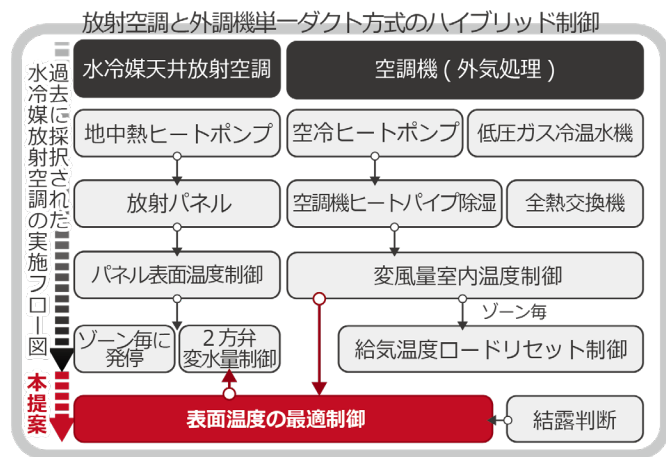 放射空調と外調機単一ダクト方式のハイブリッド制御
過去に採択された
水冷媒放射空調の実施フロー図
本提案
水冷媒天井放射空調
空調機(外気処理)
地中熱ヒートポンプ
空冷ヒートポンプ
低圧ガス冷温水機
放射パネル
空調機ヒートパイプ除湿
全熱交換機
パネル表面温度制御
変風量室内温度制御
ゾーン毎
ゾーン毎に
発停
2方弁
変水量制御
給気温度ロードリセット制御
表面温度の最適制御
結露判断